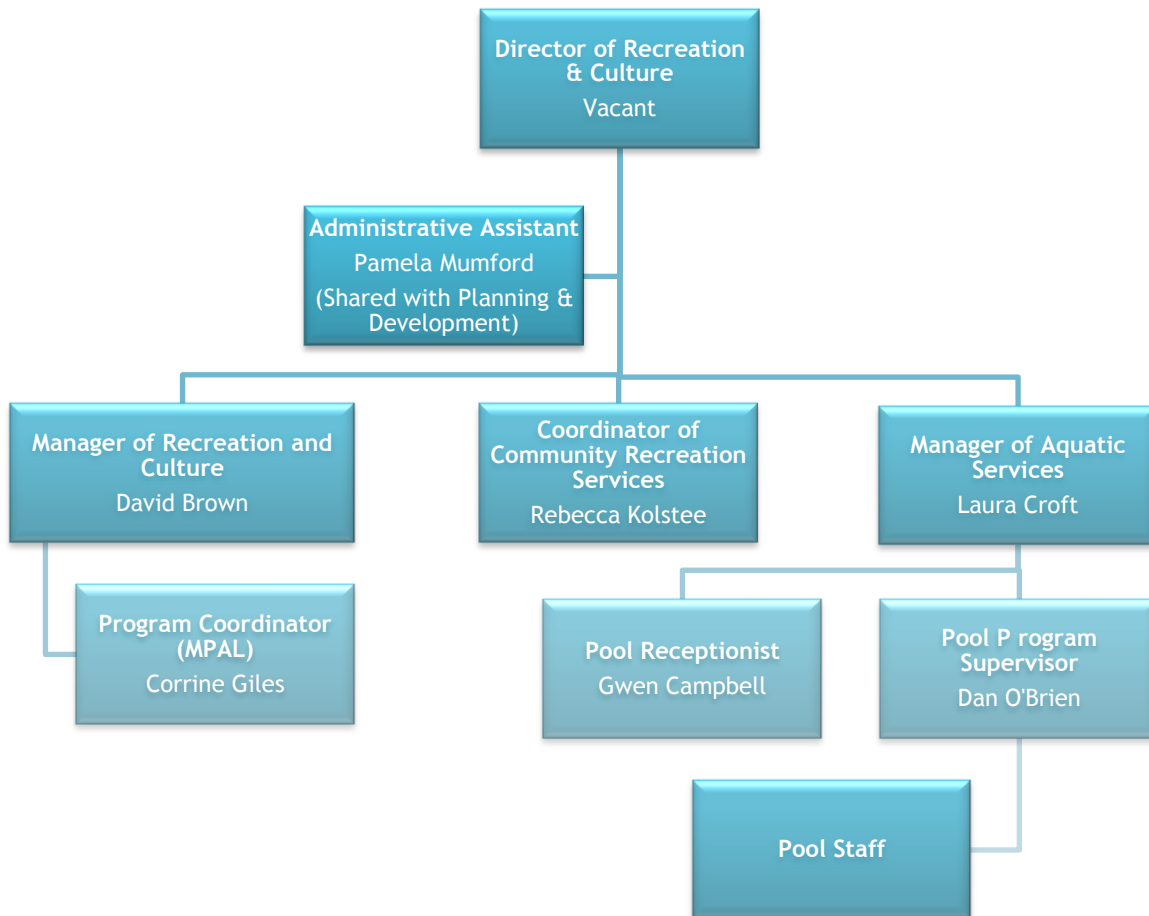 Director of Recreation
& Culture
Vacant
Administrative Assistant
Pamela Mumford
(Shared with Planning &
Development)
Manager of Recreation and
Culture
David Brown
Coordinator of
Community Recreation
Services
Rebecca Kolstee
Manager of Aquatic
Services
Laura Croft
Program Coordinator
(MPAL)
Corrine Giles
Pool Receptionist
Gwen Campbell
Pool P rogram
Supervisor
Dan O'Brien
Pool Staff